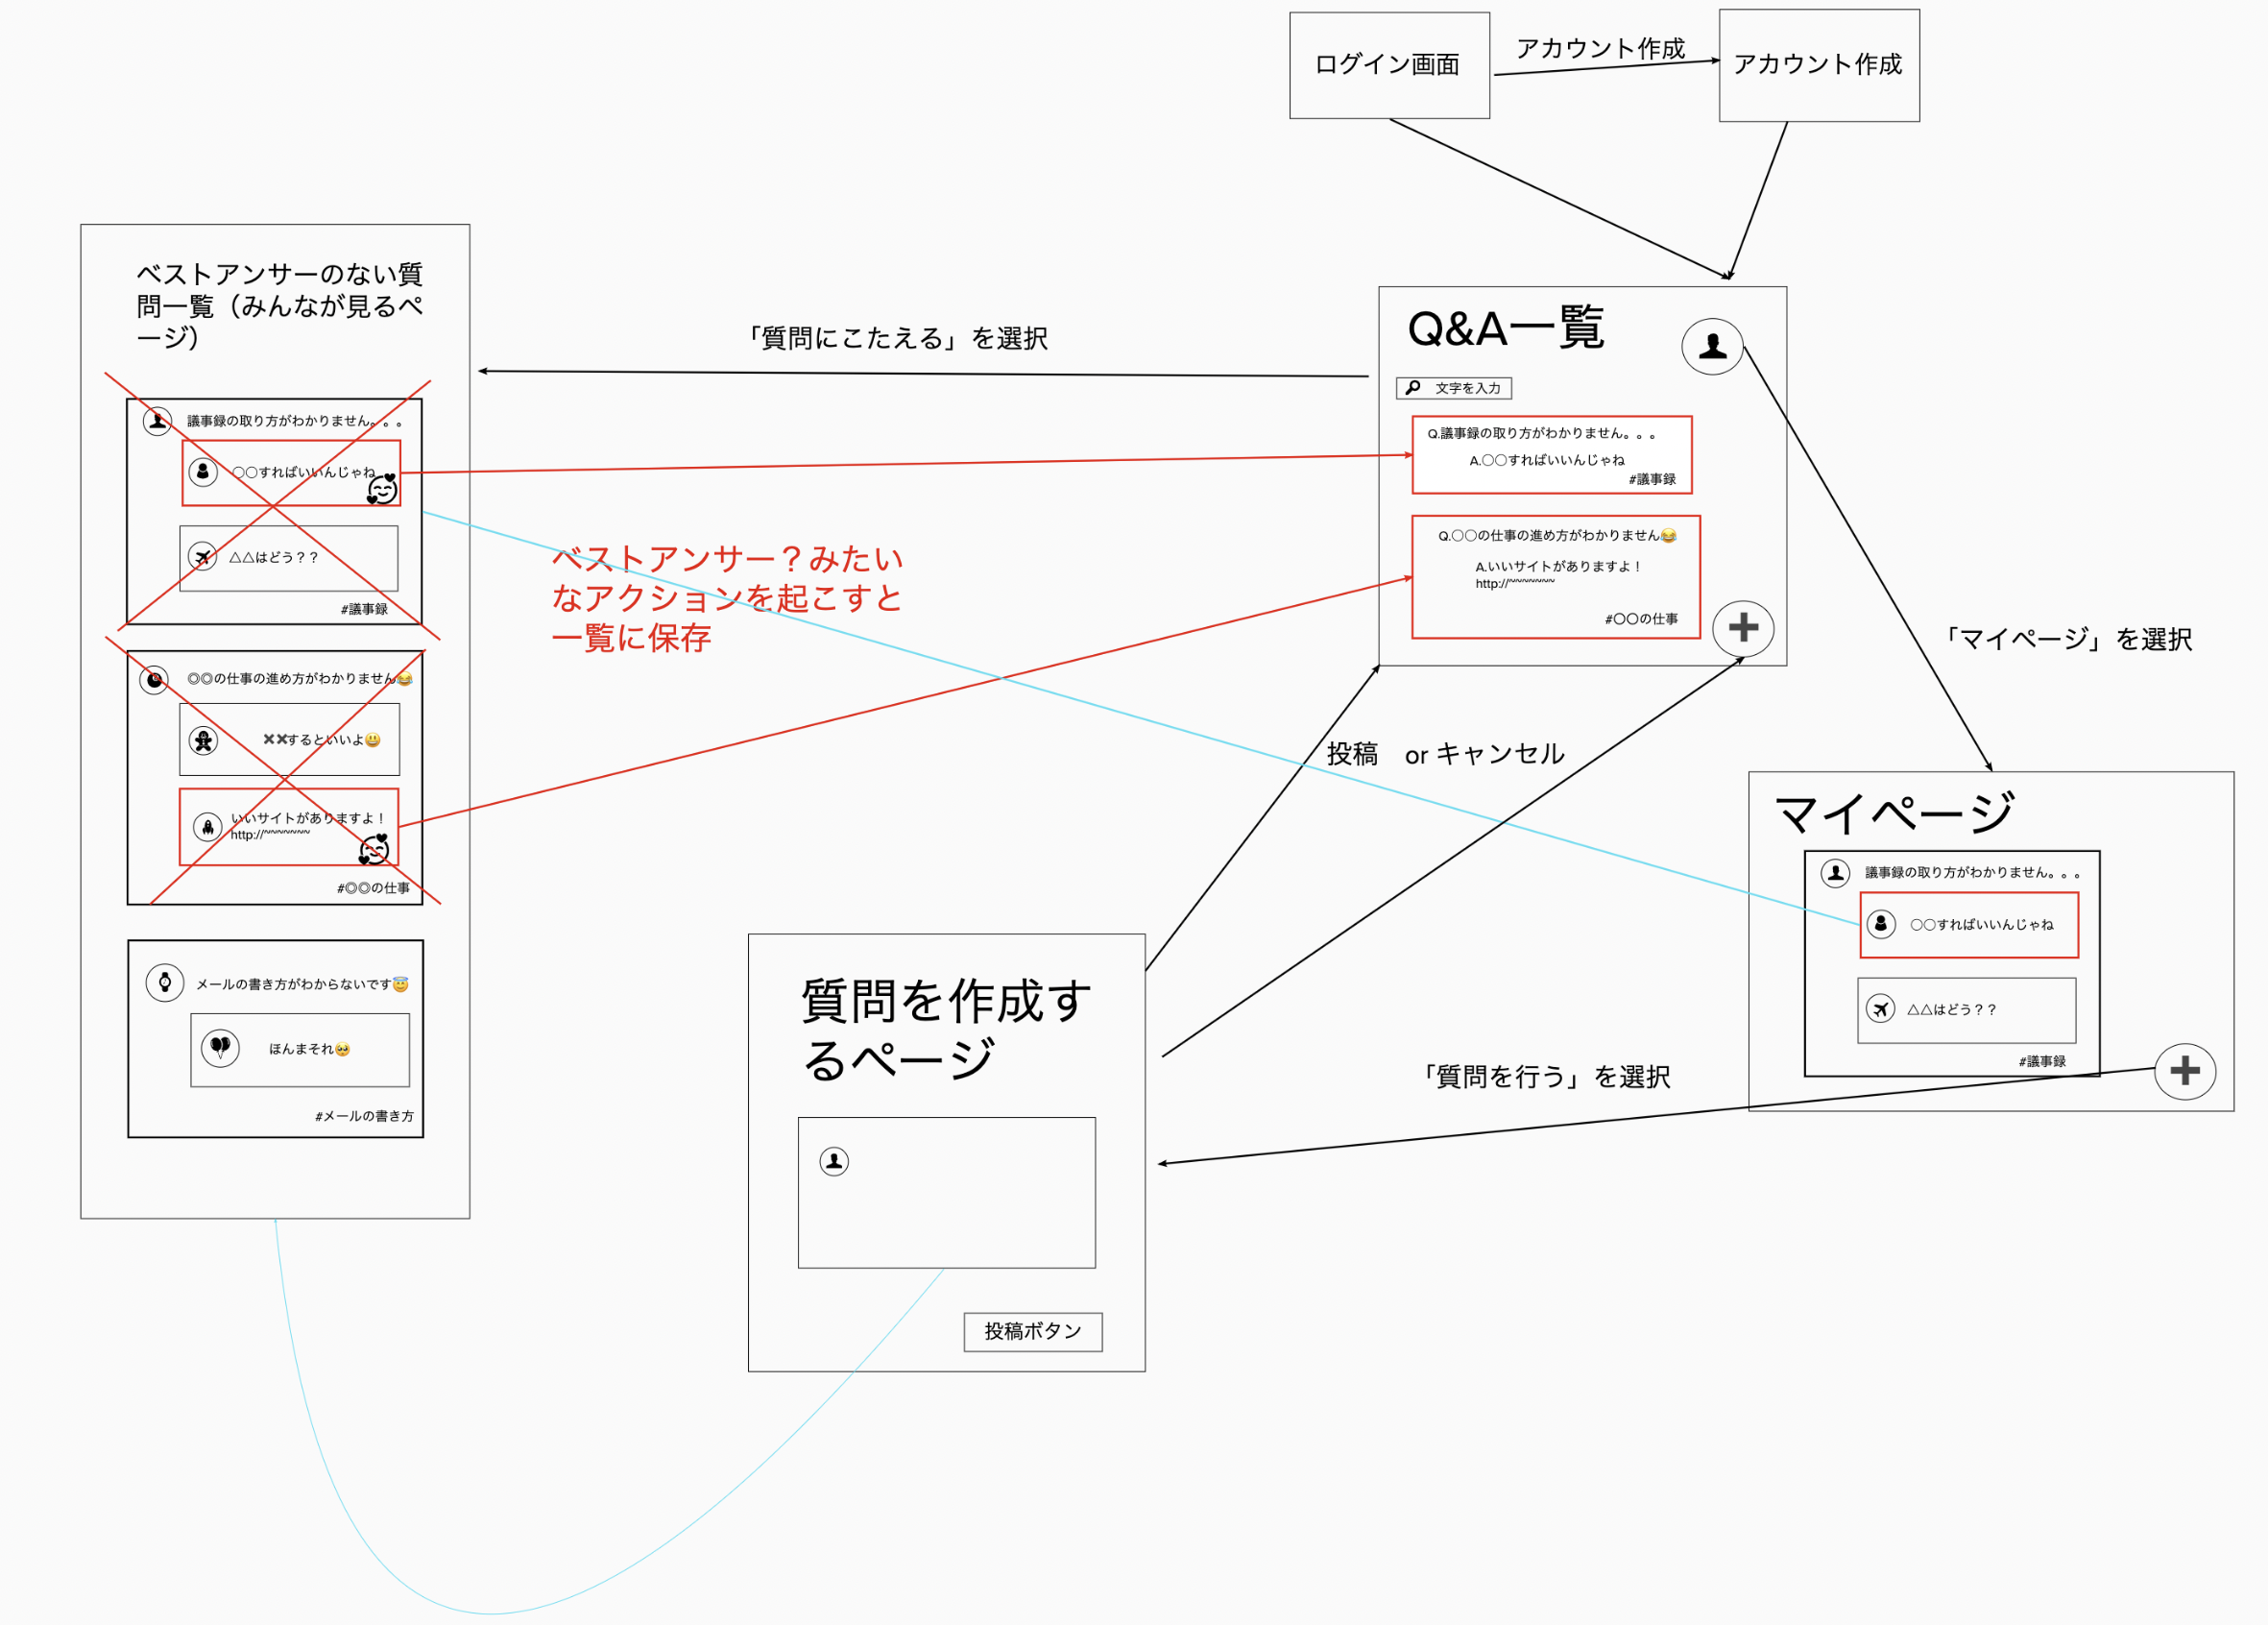 ログイン画面
アカウント作成
アカウント作成
ベストアンサーのない質
問一覧（みんなが見るペ
ージ）
議事録の取り方がわかりません。。。
〇〇すればいいんじゃね
△△はどう？？
#議事録
◎◎の仕事の進め方がわかりません😂
✖✖するといいよ😃
いいサイトがありますよ！
http://~~~~~~~
#◎◎の仕事
メールの書き方がわからないです😇
ほんまそれ🥺
#メールの書き方
「質問にこたえる」を選択
ベストアンサー？みたい
なアクションを起こすと
一覧に保存
Q&A一覧
文字を入力
Q.議事録の取り方がわかりません。。。
A.〇〇すればいいんじゃね
#議事録
Q.〇〇の仕事の進め方がわかりません😂
A.いいサイトがありますよ！
http://~~~~~~~
#〇〇の仕事
「マイページ」を選択
投稿　or キャンセル
マイページ
議事録の取り方がわかりません。。。
〇〇すればいいんじゃね
△△はどう？？
#議事録
「質問を行う」を選択
質問を作成す
るページ
投稿ボタン